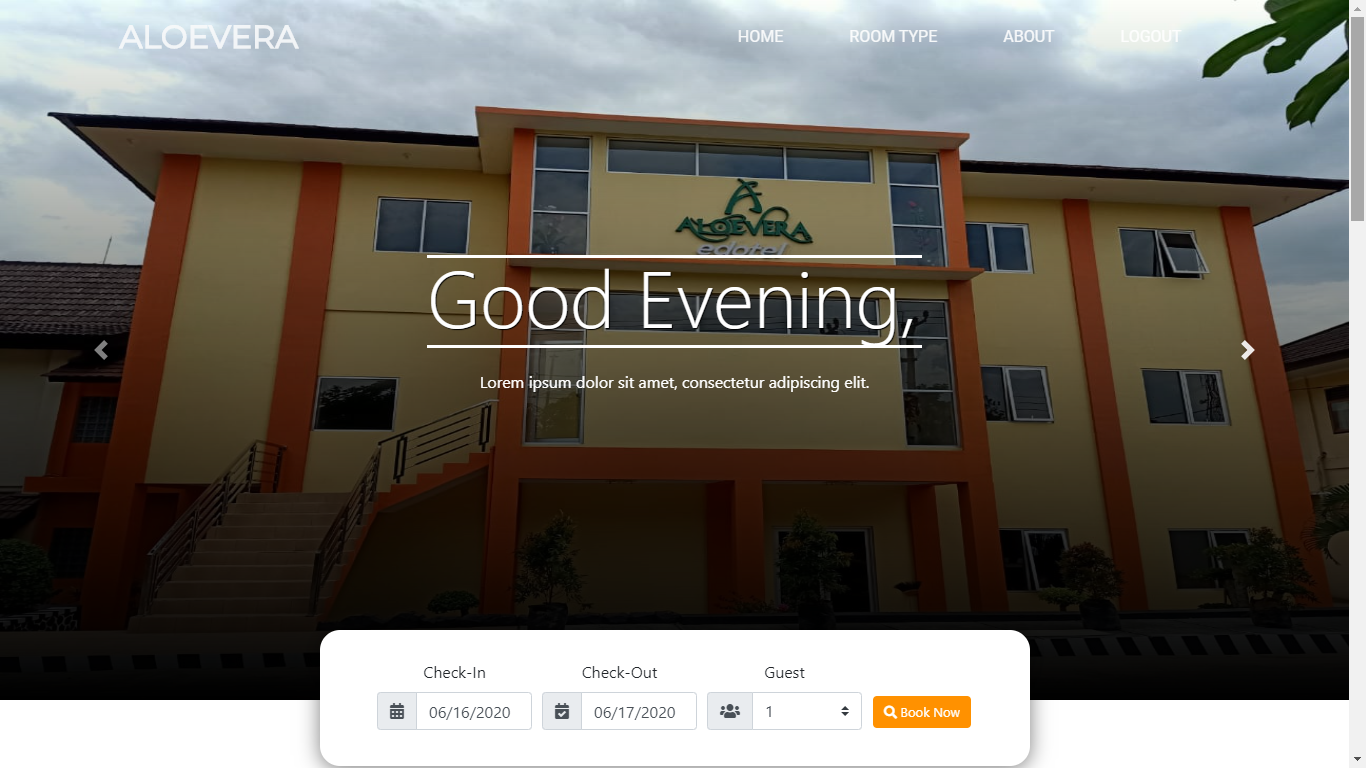 ALOEVERA
HOME ROOM TYPE ABOUT LOGOUT
ALOEVERA
edotel
Good Evening,
Lorem ipsum dolor sit amet, consectetur adipiscing elit.
Check-In Check-Out Guest
06/16/2020 06/17/2020 1 Book Now